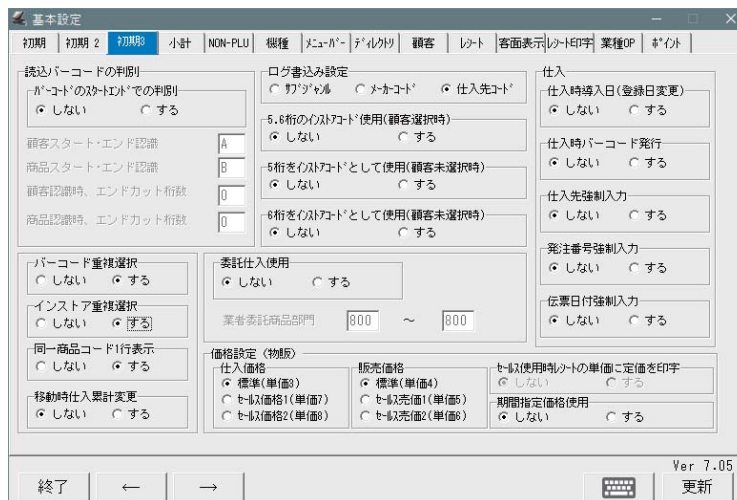 基本設定
初期 初期 2 初期3 小計 NON-PLU 機種 メニューバー ディレクトリ 顧客 レシート 客面表示 レシート印字 業種OP ポイント
読込バーコードの判別
バーコードのスタートエンドでの判別
しない する
顧客スタート・エンド認識 A
商品スタート・エンド認識 B
顧客認識時、エンドカット桁数 0
商品認識時、エンドカット桁数 0
ログ書込み設定
サブジャンル メーカーコード 仕入先コード
5.6桁のインストアコード使用(顧客選択時)
しない する
5桁をインストアコードとして使用(顧客未選択時)
しない する
6桁をインストアコードとして使用(顧客未選択時)
しない する
仕入
仕入時導入日(登録日変更)
しない する
仕入時バーコード発行
しない する
仕入先強制入力
しない する
発注番号強制入力
しない する
伝票日付強制入力
しない する
バーコード重複選択
しない する
インストア重複選択
しない する
同一商品コード1行表示
しない する
移動時仕入累計変更
しない する
委託仕入使用
しない する
業者委託商品部門 800 ～ 800
価格設定（物販）
仕入価格
標準(単価3)
セールス価格1(単価7)
セールス価格2(単価8)
販売価格
標準(単価4)
セールス売価1(単価5)
セールス売価2(単価6)
セールス使用時レシートの単価に定価を印字
しない する
期間指定価格使用
しない する
Ver 7.05
終了 ← → 更新